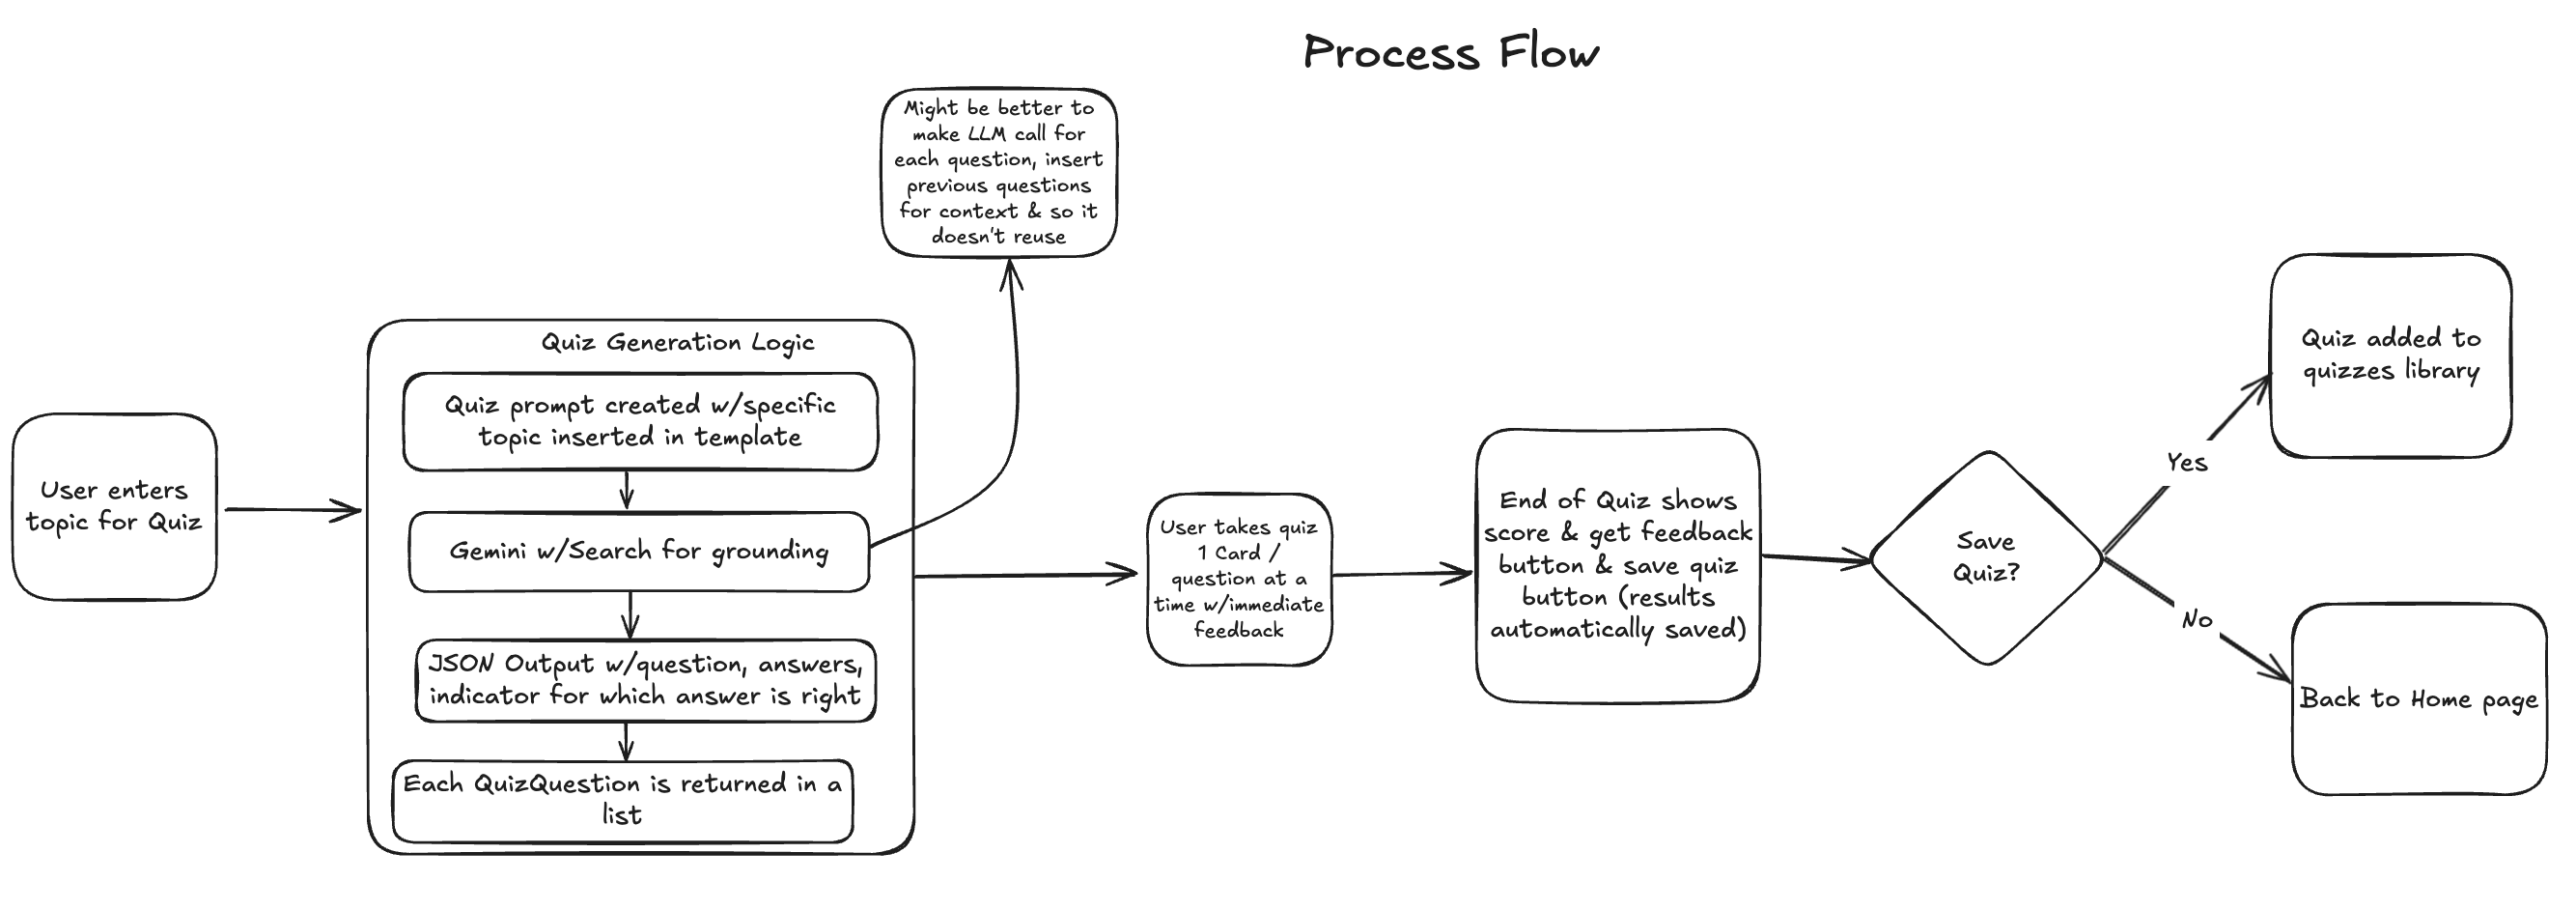 Process Flow
Might be better to
make LLM call for
each question, insert
previous questions
for context & so it
doesn't reuse
User enters
topic for Quiz
Quiz Generation Logic
Quiz prompt created w/specific
topic inserted in template
Gemini w/Search for grounding
JSON Output w/question, answers,
indicator for which answer is right
Each QuizQuestion is returned in a
list
User takes quiz
1 Card /
question at a
time w/immediate
feedback
End of Quiz shows
score & get feedback
button & save quiz
button (results
automatically saved)
Save
Quiz?
Yes
Quiz added to
quizzes library
No
Back to Home page